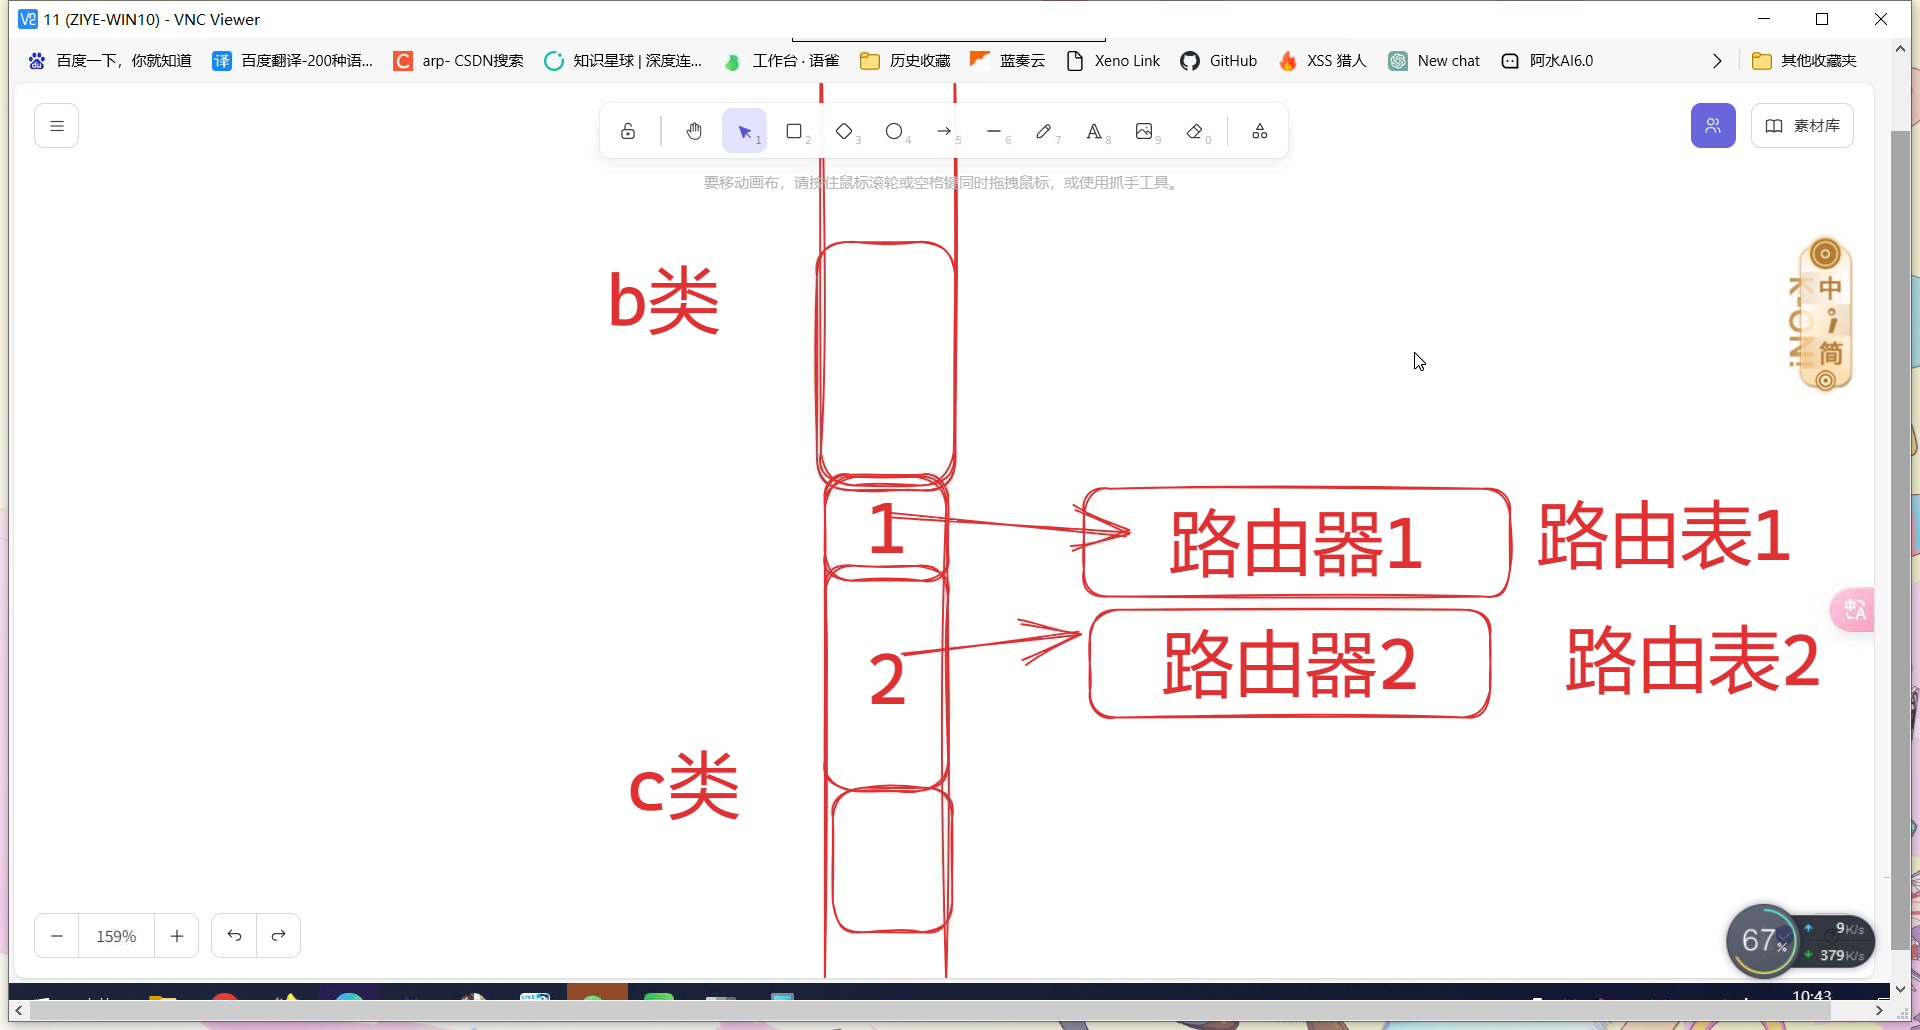 11 (ZIYE-WIN10) - VNC Viewer
百度一下，你就知道 百度翻译-200种语... arp- CSDN搜索 知识星球 | 深度连... 工作台 · 语雀 历史收藏 蓝奏云 Xeno Link GitHub XSS 猎人 New chat 阿水AI6.0 其他收藏夹
1 2 3 4 5 6 7 8 9 0
素材库
要移动画布，请按住鼠标滚轮或空格键同时拖拽鼠标，或使用抓手工具。
b类
中
简
K-ON!
1
路由器1
路由表1
2
路由器2
路由表2
c类
159%
67%
9K/s
379K/s
10:43